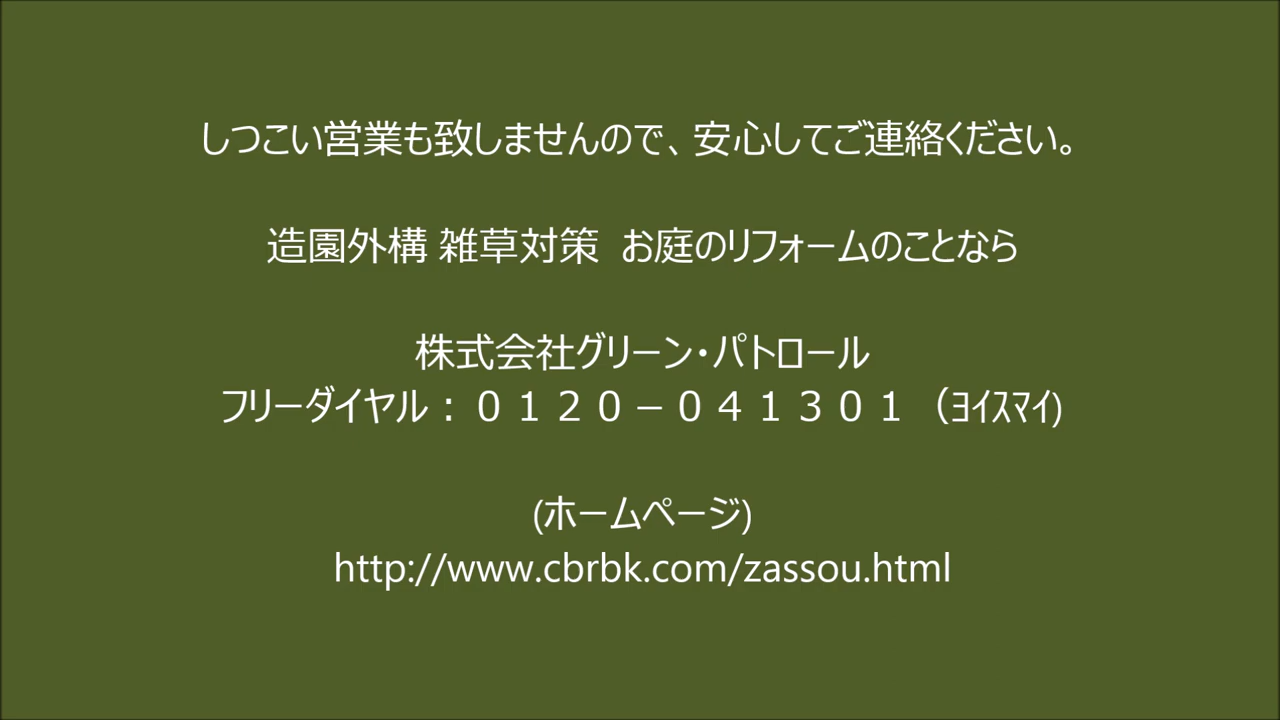 しつこい営業も致しませんので、安心してご連絡ください。
造園外構 雑草対策 お庭のリフォームのことなら
株式会社グリーン・パトロール
フリーダイヤル：０１２０－０４１３０１（ﾖｲｽﾏｲ)
(ホームページ)
http://www.cbrbk.com/zassou.html